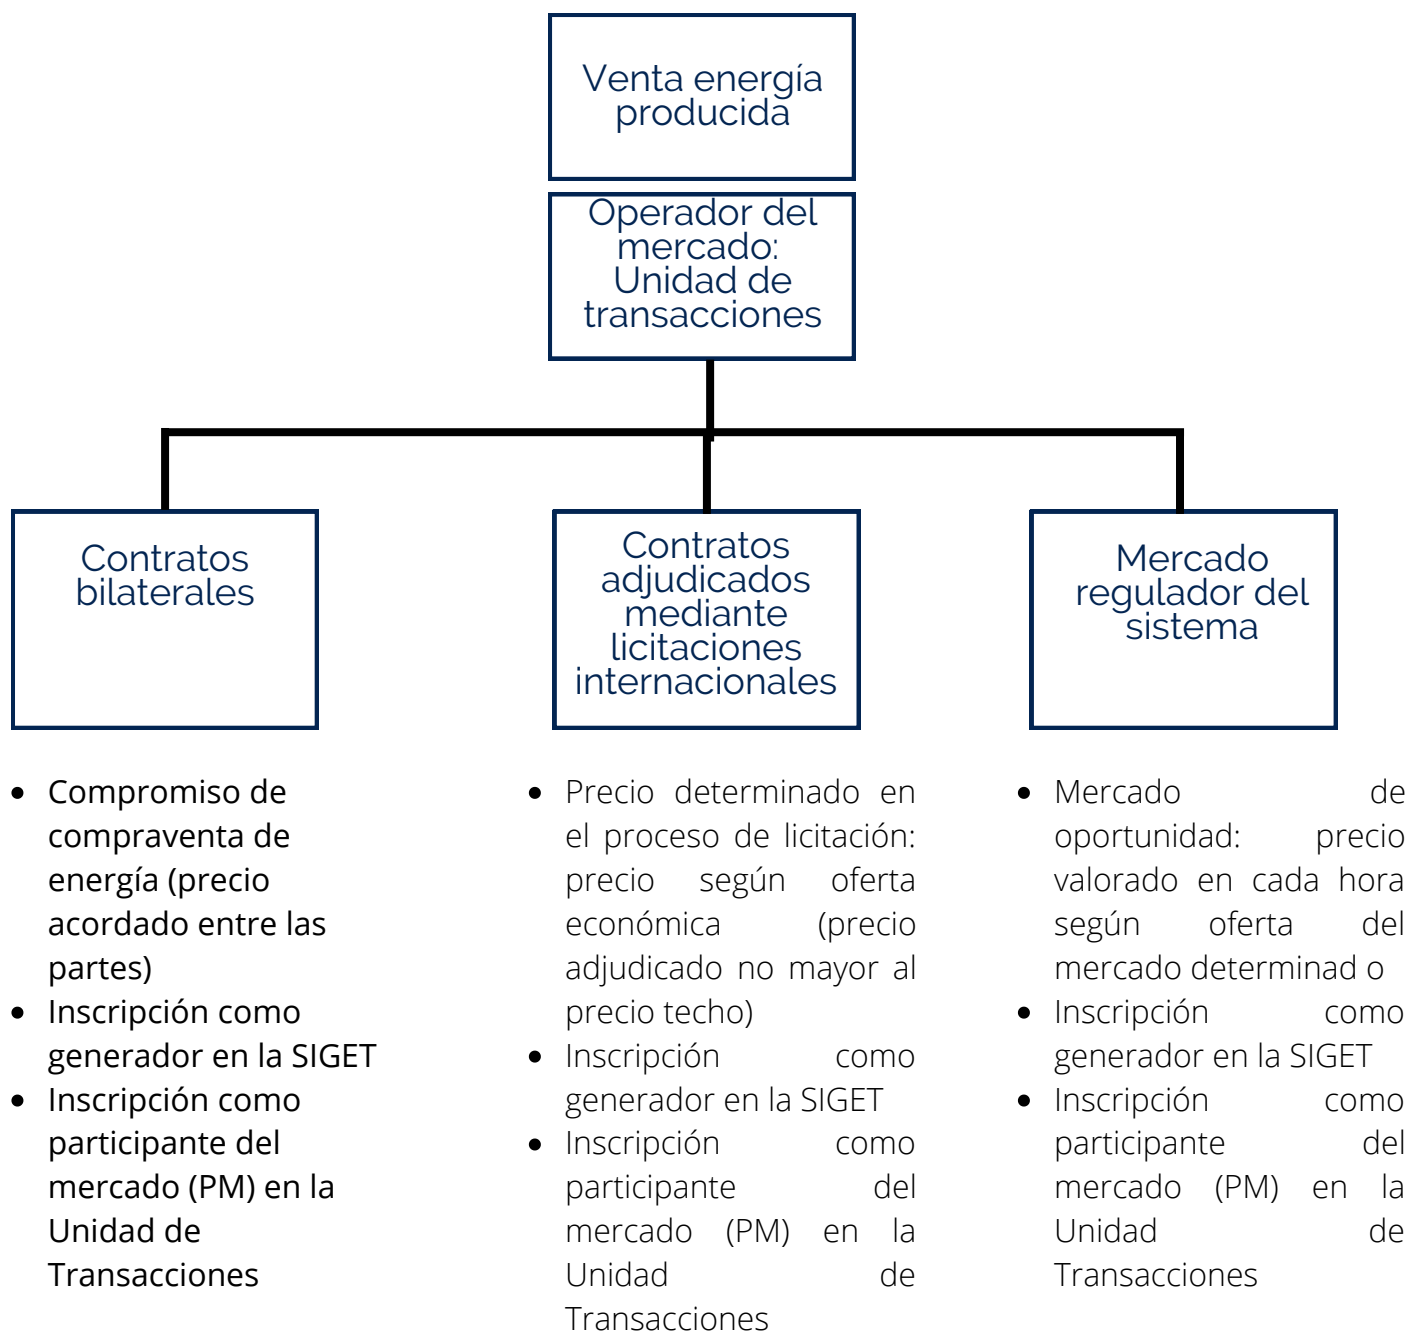 Venta energía
producida
Operador del
mercado:
Unidad de
transacciones
Contratos
bilaterales
Contratos
adjudicados
mediante
licitaciones
internacionales
Mercado
regulador del
sistema
• Compromiso de
compraventa de
energía (precio
acordado entre las
partes)
• Inscripción como
generador en la SIGET
• Inscripción como
participante del
mercado (PM) en la
Unidad de
Transacciones
• Precio determinado en
el proceso de licitación:
precio según oferta
económica (precio
adjudicado no mayor al
precio techo)
• Inscripción como
generador en la SIGET
• Inscripción como
participante del
mercado (PM) en la
Unidad de
Transacciones
• Mercado de
oportunidad: precio
valorado en cada hora
según oferta del
mercado determinad o
• Inscripción como
generador en la SIGET
• Inscripción como
participante del
mercado (PM) en la
Unidad de
Transacciones